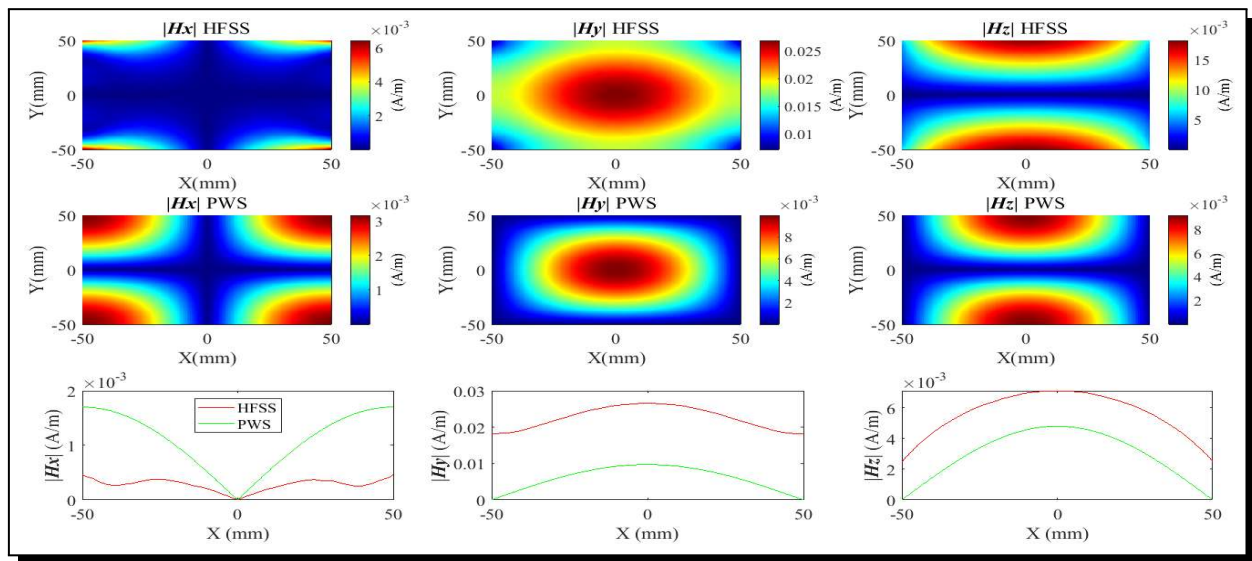 |Hx| HFSS
×10⁻³
50
0
-50
Y(mm)
-50
0
50
X(mm)
6
4
2
(A/m)
|Hy| HFSS
50
0
-50
Y(mm)
-50
0
50
X(mm)
0.025
0.02
0.015
0.01
(A/m)
|Hz| HFSS
×10⁻³
50
0
-50
Y(mm)
-50
0
50
X(mm)
15
10
5
(A/m)
|Hx| PWS
×10⁻³
50
0
-50
Y(mm)
-50
0
50
X(mm)
3
2
1
(A/m)
|Hy| PWS
×10⁻³
50
0
-50
Y(mm)
-50
0
50
X(mm)
8
6
4
2
(A/m)
|Hz| PWS
×10⁻³
50
0
-50
Y(mm)
-50
0
50
X(mm)
8
6
4
2
(A/m)
×10⁻³
2
1
0
|Hx| (A/m)
HFSS
PWS
-50
0
50
X (mm)
0.03
0.02
0.01
0
|Hy| (A/m)
-50
0
50
X (mm)
×10⁻³
6
4
2
0
|Hz| (A/m)
-50
0
50
X (mm)